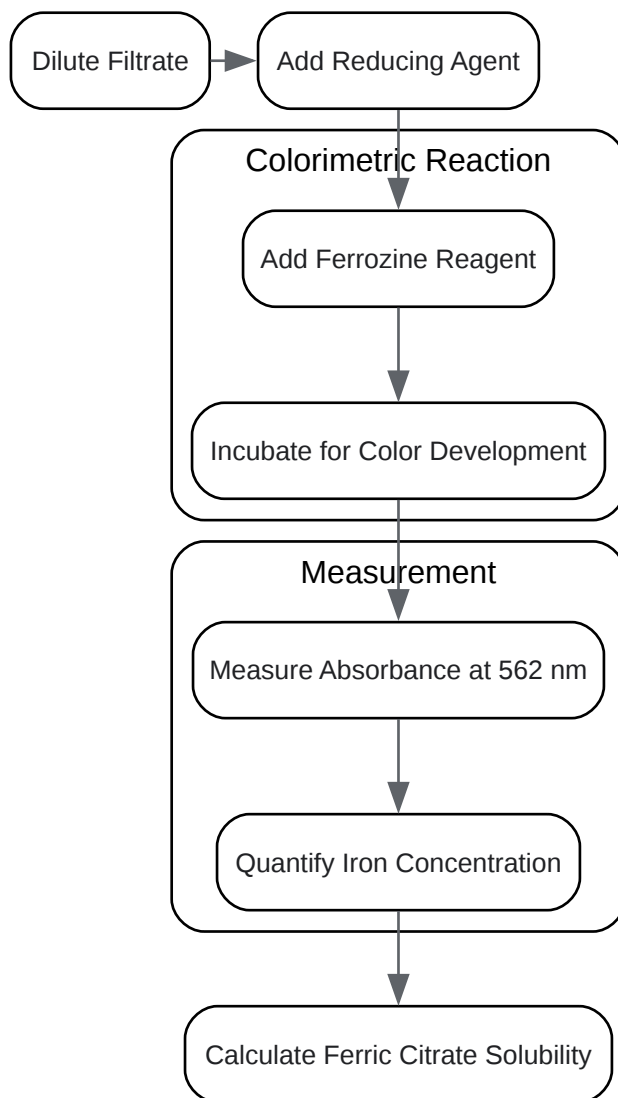 Dilute Filtrate
Add Reducing Agent
Colorimetric Reaction
Add Ferrozine Reagent
Incubate for Color Development
Measurement
Measure Absorbance at 562 nm
Quantify Iron Concentration
Calculate Ferric Citrate Solubility